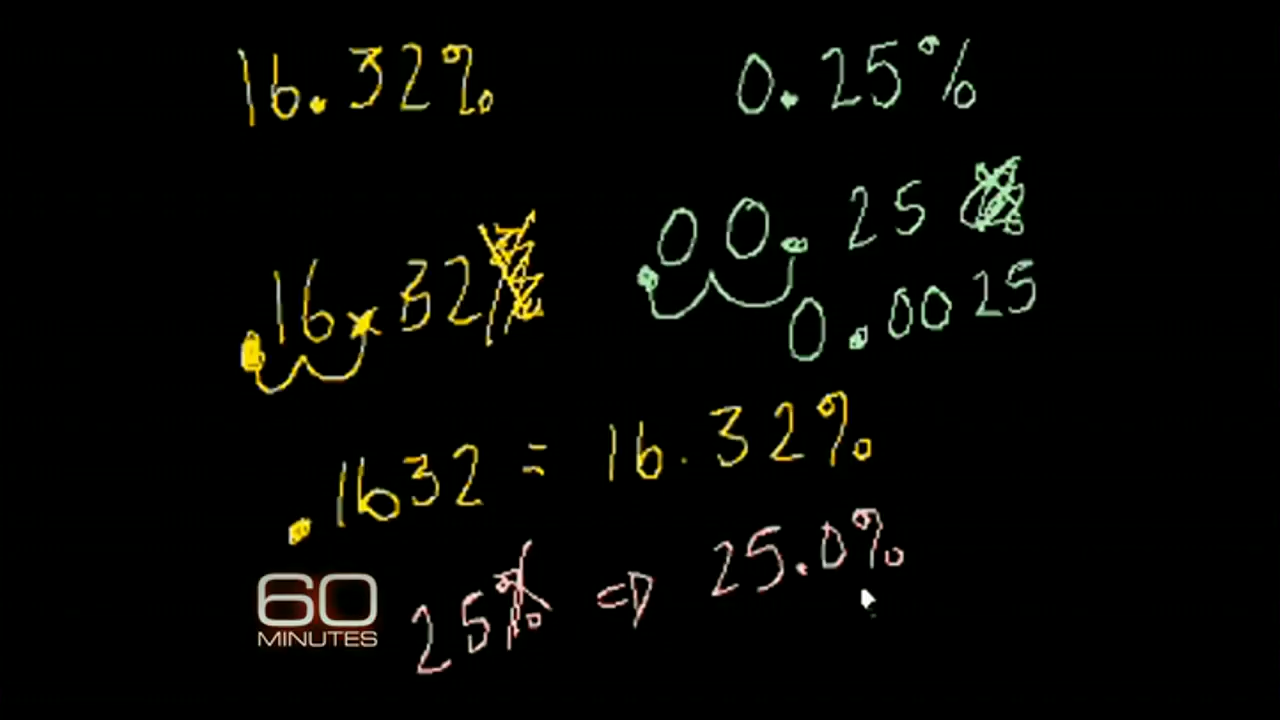 16.32% 0.25%
00.25
.16.32%
0.0025
.1632 = 16.32%
25% ⇒ 25.0%
60
MINUTES